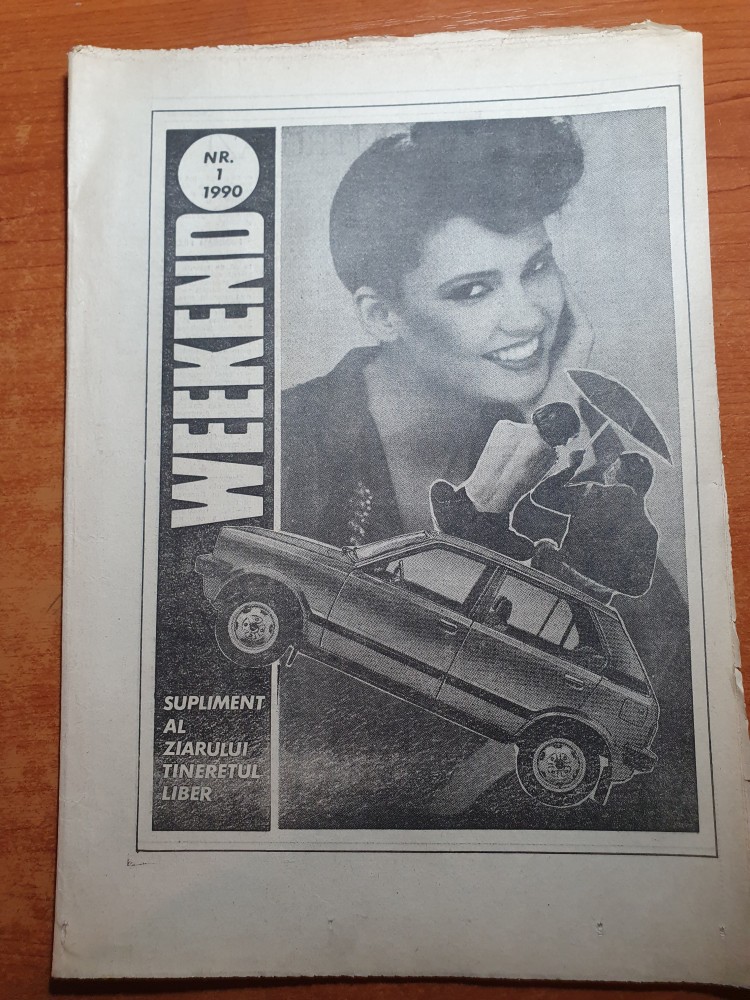 NR.
1
1990
WEEKEND
SUPLIMENT
AL
ZIARULUI
TINERETUL
LIBER